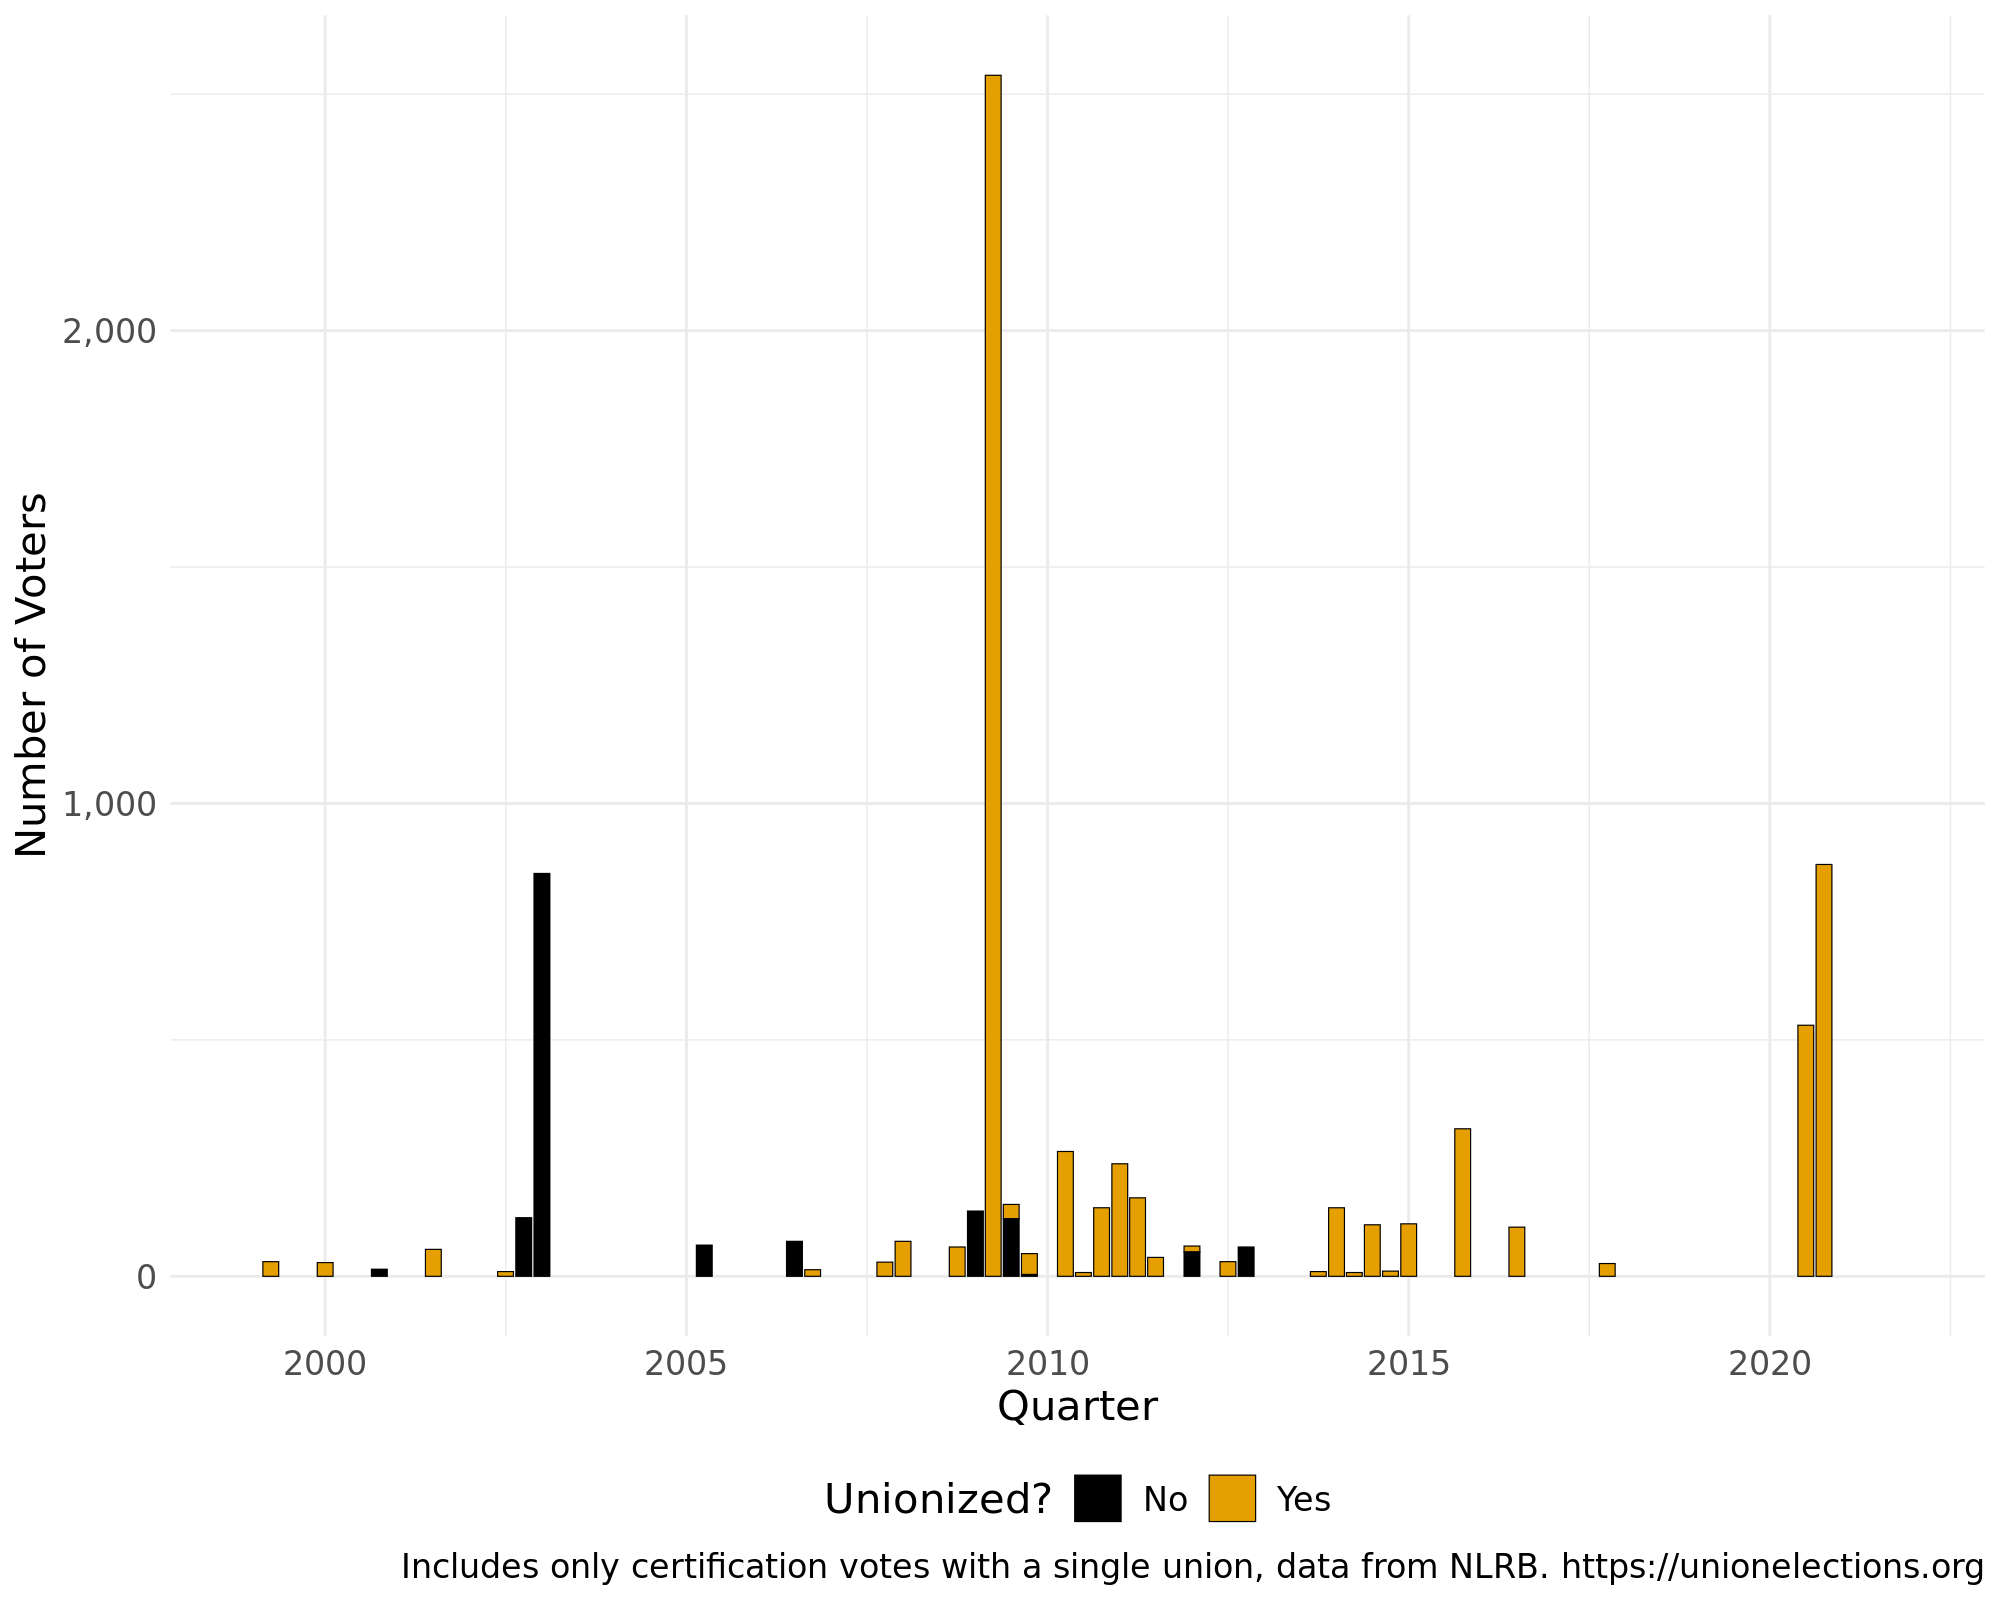 Number of Voters
2,000
1,000
0
2000 2005 2010 2015 2020
Quarter
Unionized? No Yes
Includes only certification votes with a single union, data from NLRB. https://unionelections.org